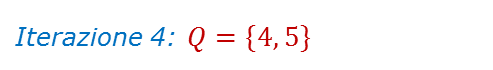 Iterazione 4: Q = {4, 5}